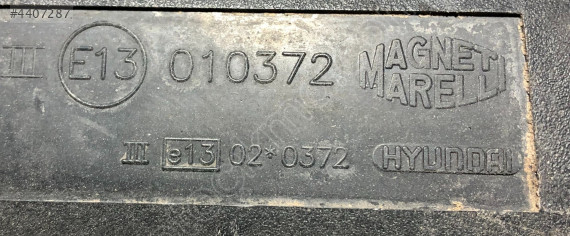 #4407287
III E13 010372 MAGNETI MARELLI
III e13 02*0372 HYUNDAI